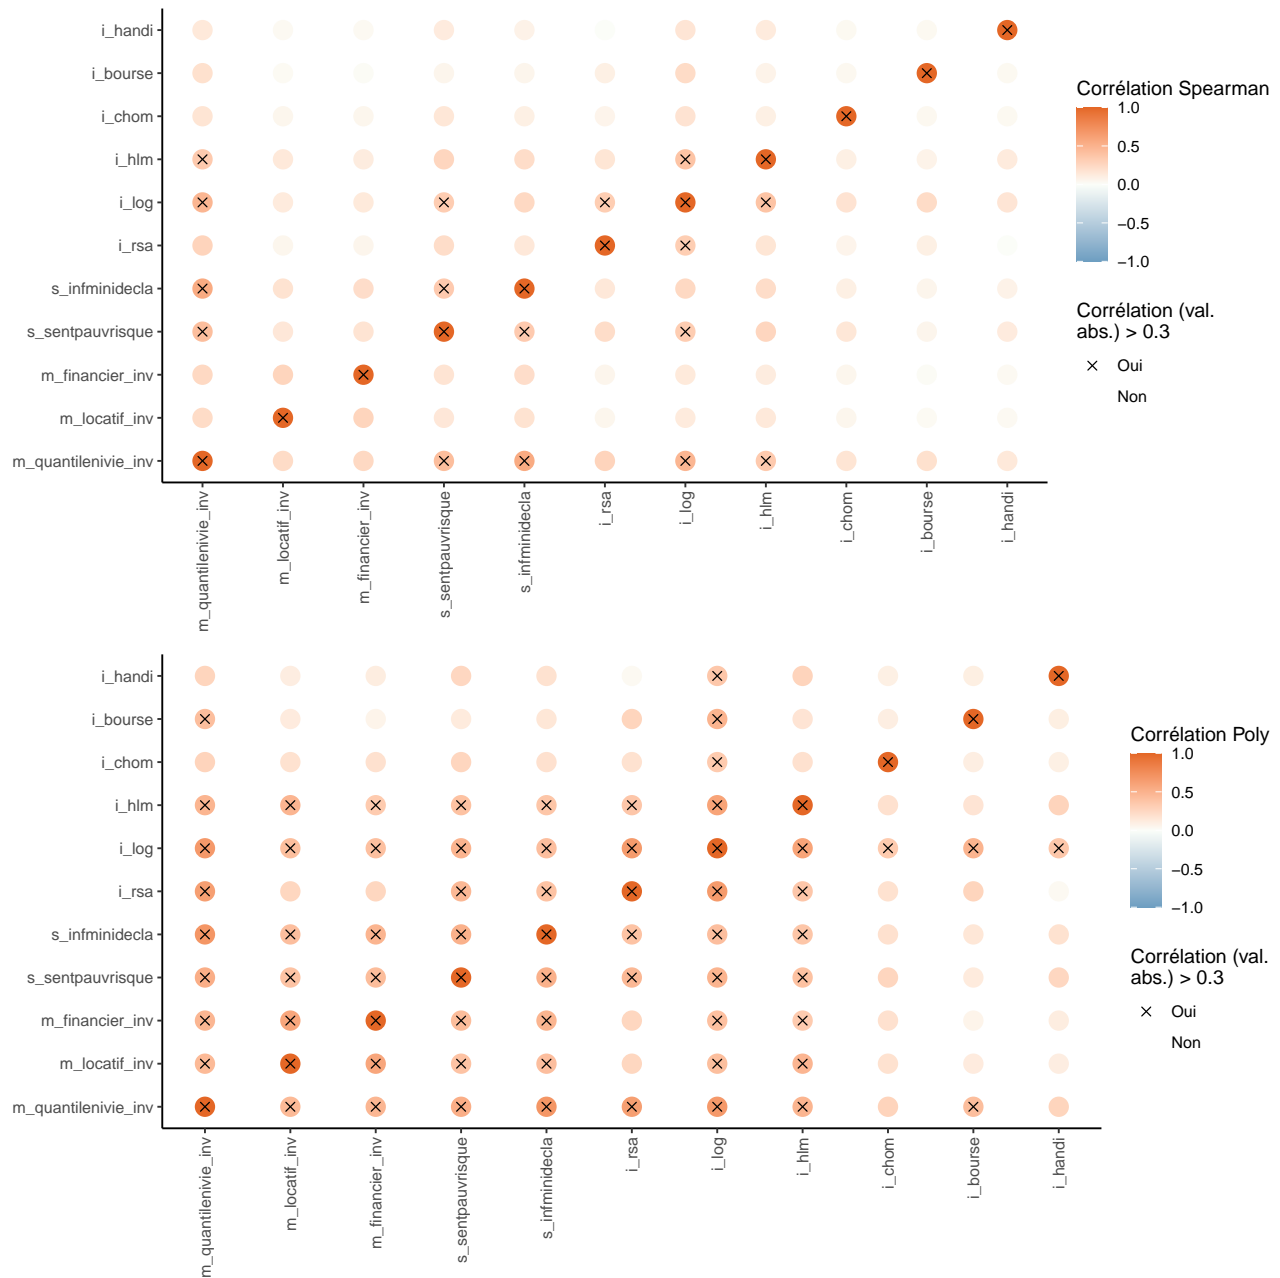 i_handi
i_bourse
i_chom
i_hlm
i_log
i_rsa
s_infminidecla
s_sentpauvrisque
m_financier_inv
m_locatif_inv
m_quantilenivie_inv
m_quantilenivie_inv
m_locatif_inv
m_financier_inv
s_sentpauvrisque
s_infminidecla
i_rsa
i_log
i_hlm
i_chom
i_bourse
i_handi
Corrélation Spearman
1.0
0.5
0.0
−0.5
−1.0
Corrélation (val.
abs.) > 0.3
Oui
Non
i_handi
i_bourse
i_chom
i_hlm
i_log
i_rsa
s_infminidecla
s_sentpauvrisque
m_financier_inv
m_locatif_inv
m_quantilenivie_inv
m_quantilenivie_inv
m_locatif_inv
m_financier_inv
s_sentpauvrisque
s_infminidecla
i_rsa
i_log
i_hlm
i_chom
i_bourse
i_handi
Corrélation Poly
1.0
0.5
0.0
−0.5
−1.0
Corrélation (val.
abs.) > 0.3
Oui
Non